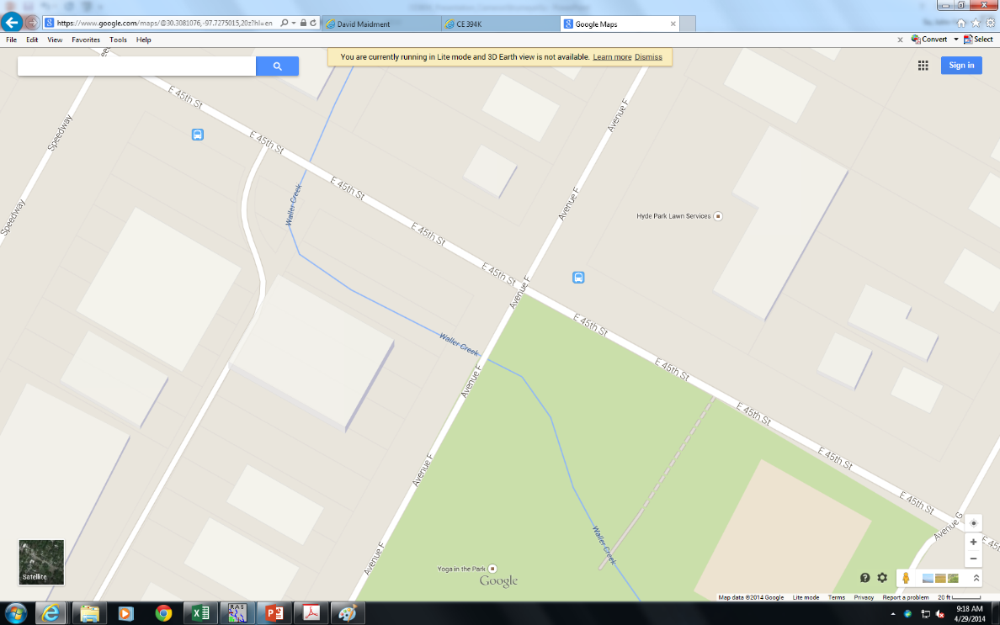 https://www.google.com/maps/@30.3081076,-97.7275015,20z?hl=en
David Maidment
CE 394K
Google Maps
File Edit View Favorites Tools Help
Convert
Select
You are currently running in Lite mode and 3D Earth view is not available. Learn more Dismiss
Sign in
E 45th St
E 45th St
E 45th St
E 45th St
E 45th St
E 45th St
E 45th St
E 45th St
E 45th St
E 45th St
Speedway
Speedway
Avenue F
Avenue F
Avenue F
Avenue F
Avenue F
Avenue F
Avenue G
Waller Creek
Waller Creek
Waller Creek
Hyde Park Lawn Services
Yoga in the Park
Google
Satellite
Map data ©2014 Google Lite mode Terms Privacy Report a problem 20 ft
RAS
9:18 AM
4/29/2014